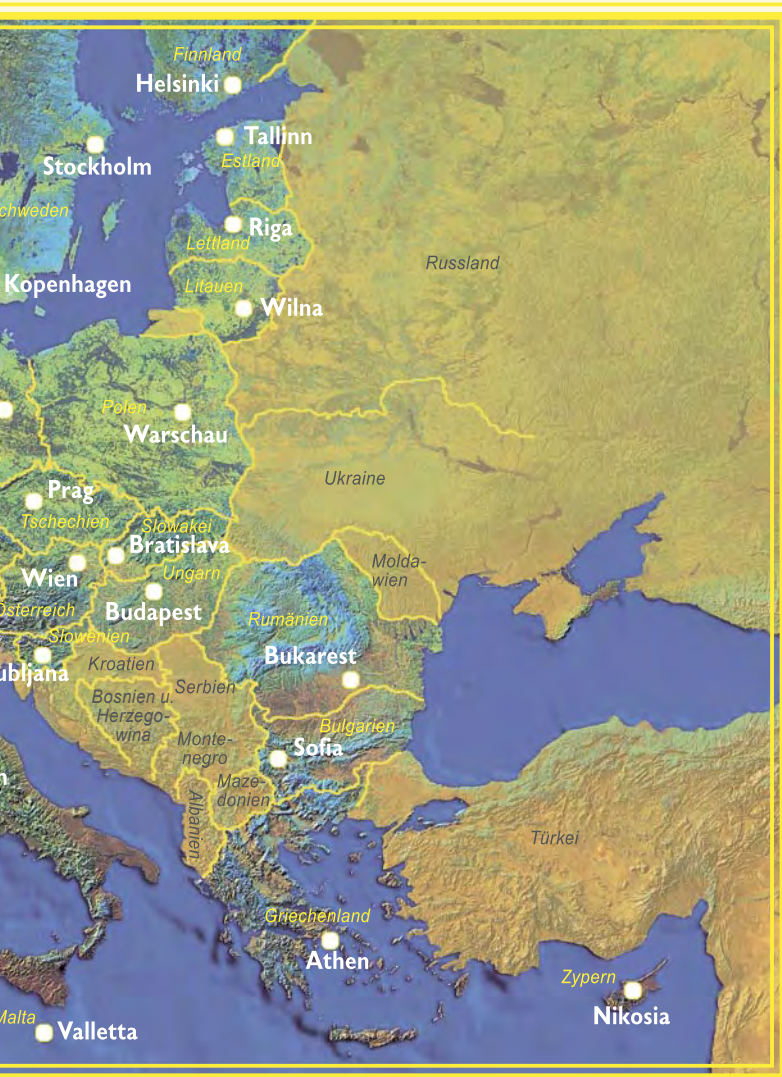 Finnland
Helsinki
Tallinn
Stockholm
Estland
chweden
Riga
Lettland
Russland
Kopenhagen
Litauen
Wilna
Polen
Warschau
Ukraine
Prag
Tschechien
Slowakei
Bratislava
Molda-
wien
Wien
Ungarn
Österreich
Budapest
Rumänien
Slowenien
Bukarest
Kroatien
ubljana
Serbien
Bosnien u.
Herzego-
wina
Bulgarien
Monte-
negro
Sofia
n
Maze-
donien
Albanien
Türkei
Griechenland
Athen
Zypern
Nikosia
Malta
Valletta